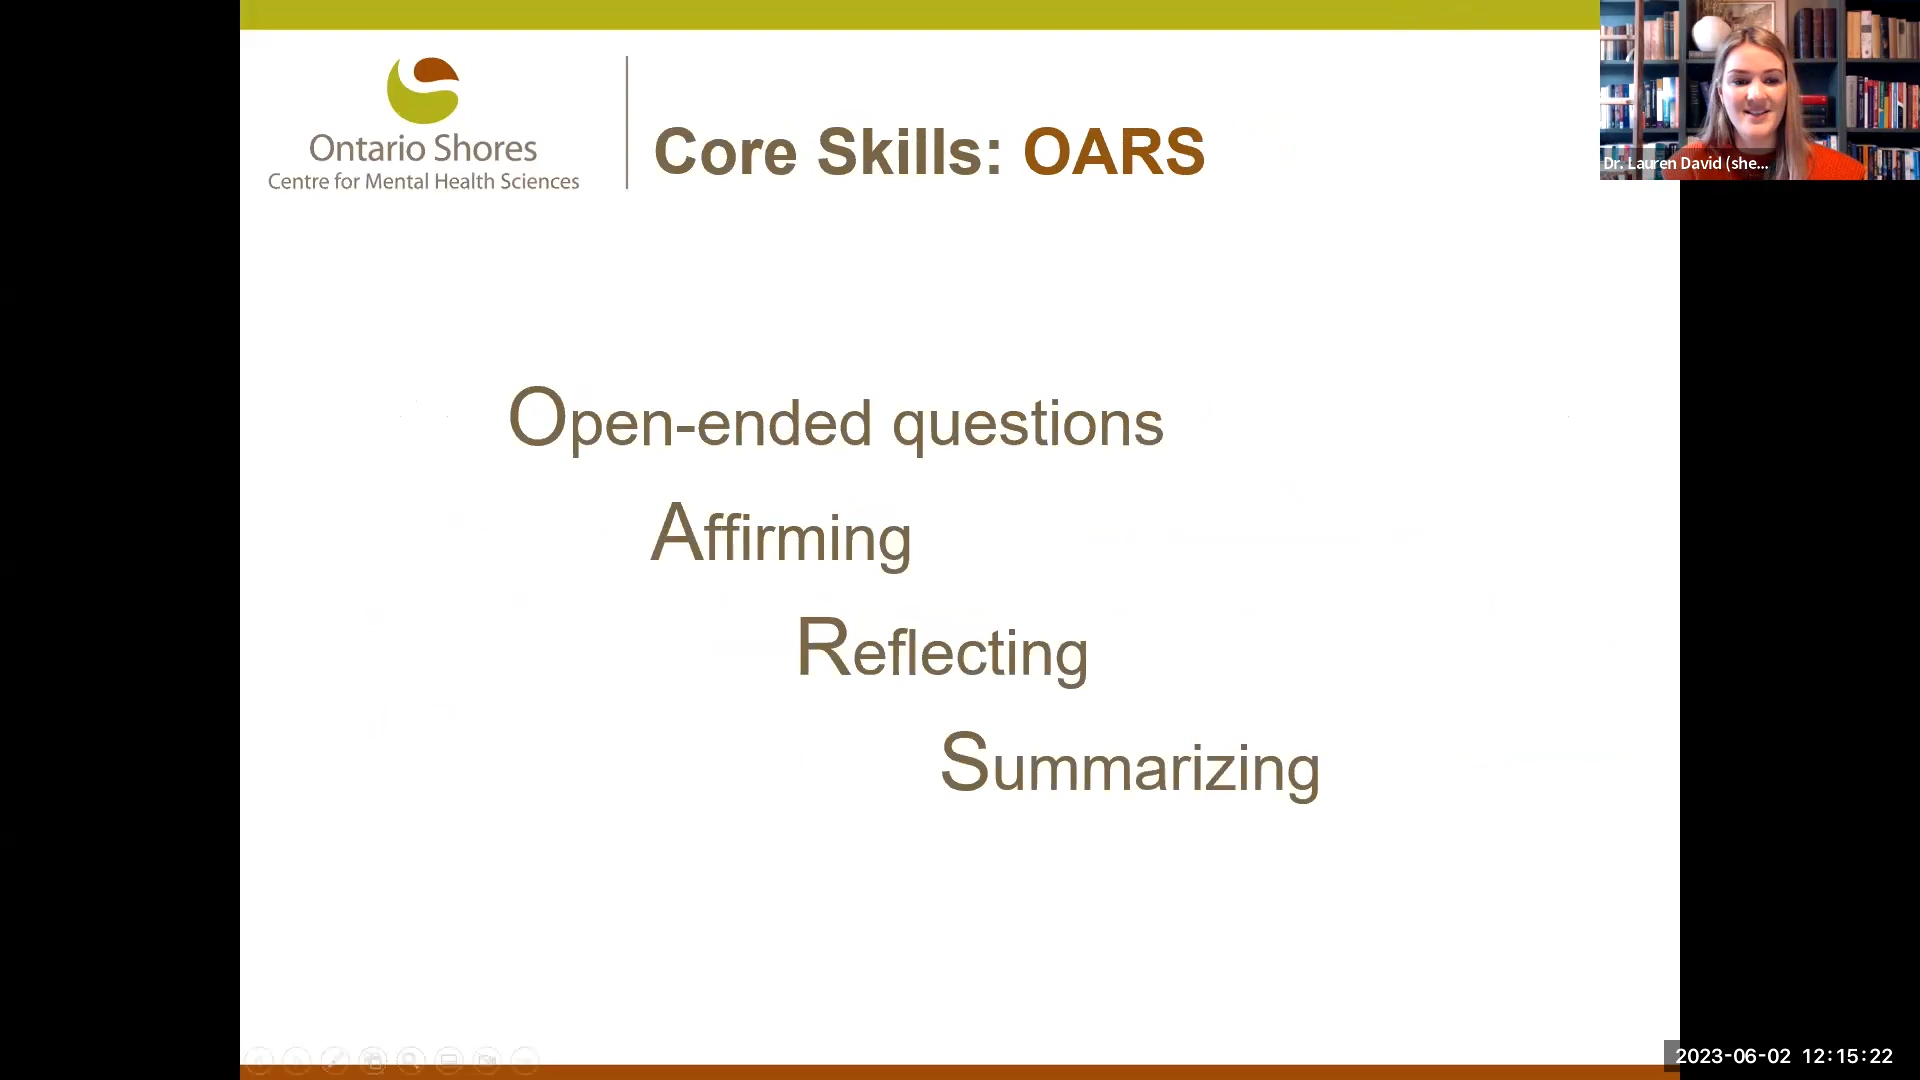 Ontario Shores
Centre for Mental Health Sciences
Core Skills: OARS
Dr. Lauren David (she...
Open-ended questions
Affirming
Reflecting
Summarizing
2023-06-02 12:15:22